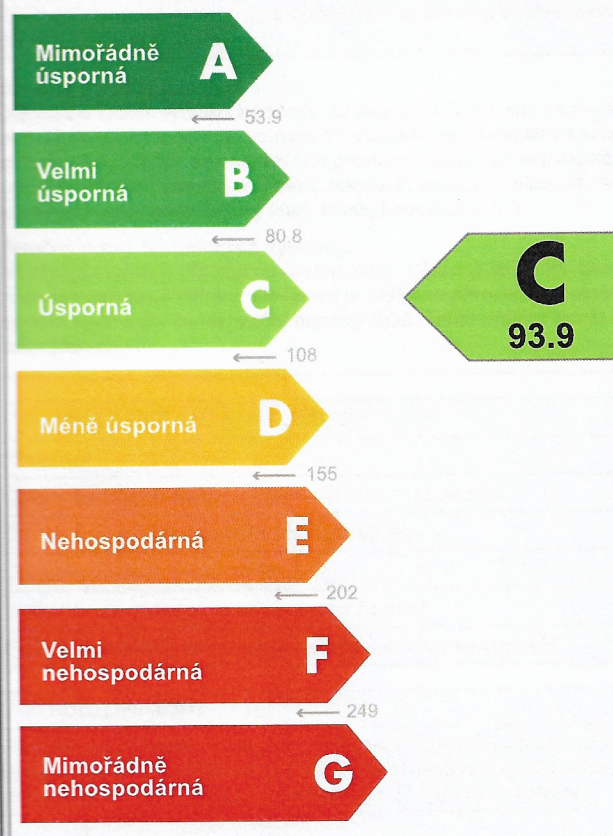 Mimořádně
úsporná
A
53.9
Velmi
úsporná
B
80.8
Úsporná
C
C
93.9
108
Méně úsporná
D
155
Nehospodárná
E
202
Velmi
nehospodárná
F
249
Mimořádně
nehospodárná
G